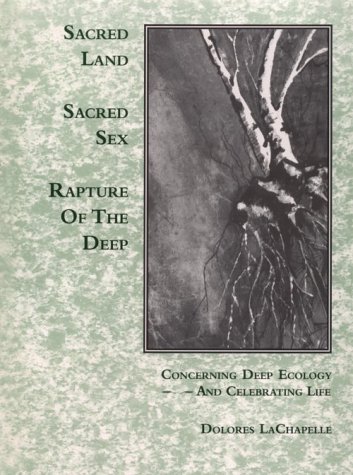 SACRED
LAND
SACRED
SEX
RAPTURE
OF THE
DEEP
CONCERNING DEEP ECOLOGY
—  — AND CELEBRATING LIFE
DOLORES LACHAPELLE